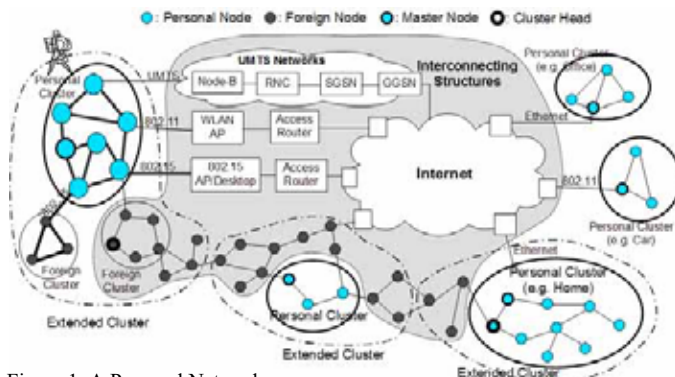 : Personal Node : Foreign Node : Master Node : Cluster Head
UMTS Networks
Interconnecting
Structures
Personal Cluster
(e.g. Office)
Personal
Cluster
UMTS
Node-B
RNC
SGSN
GGSN
802.11
WLAN
AP
Access
Router
Ethernet
802.15
802.15
AP/Desktop
Access
Router
Internet
802.11
Personal Cluster
(e.g. Car)
Ethernet
Foreign
Cluster
Foreign
Cluster
Personal Cluster
(e.g. Home)
Personal Cluster
Extended Cluster
Extended Cluster
Extended Cluster
Figure 1. A Personal Network